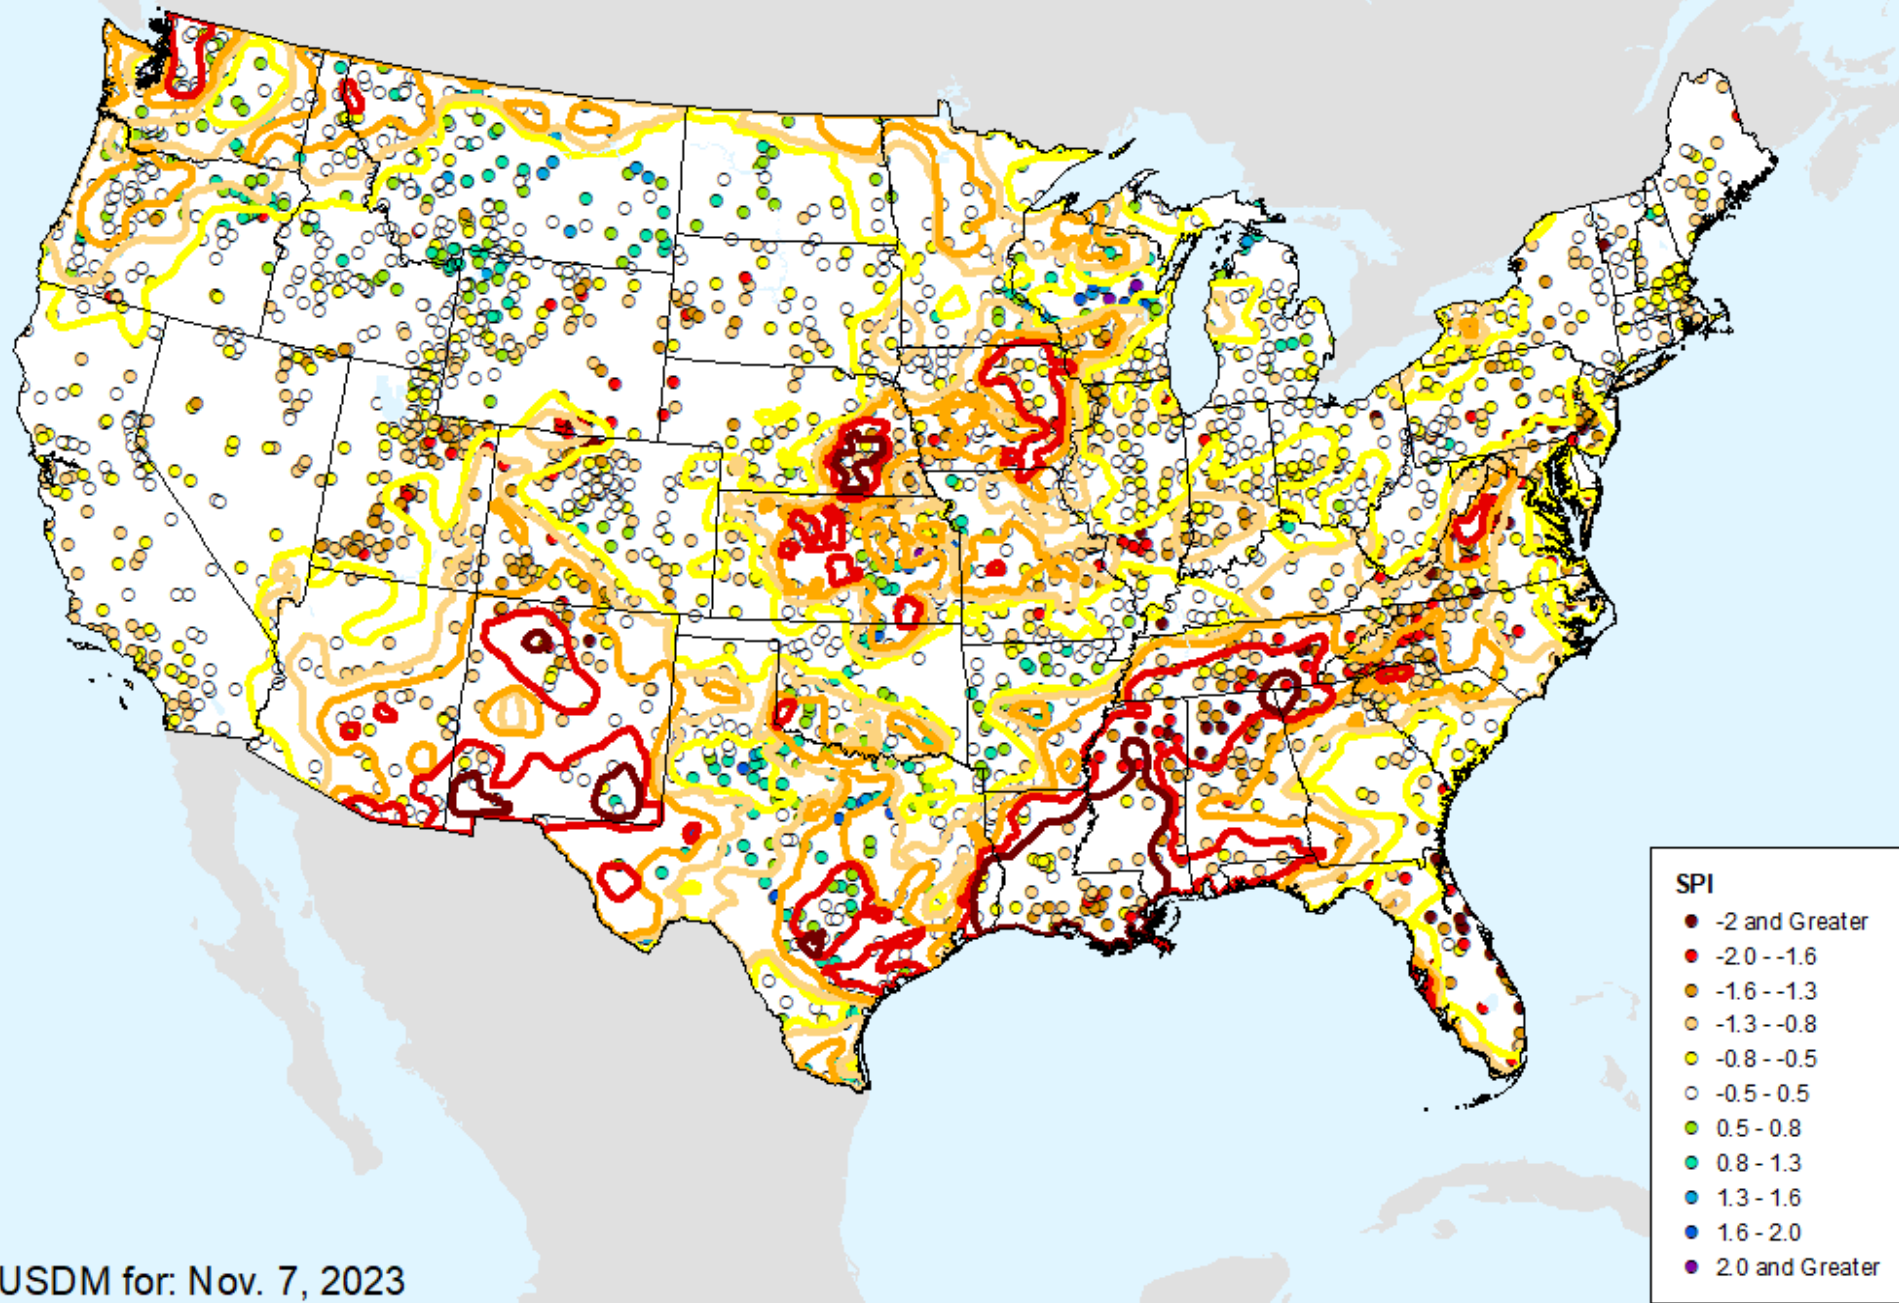 SPI
-2 and Greater
-2.0 - -1.6
-1.6 - -1.3
-1.3 - -0.8
-0.8 - -0.5
-0.5 - 0.5
0.5 - 0.8
0.8 - 1.3
1.3 - 1.6
1.6 - 2.0
2.0 and Greater
USDM for: Nov. 7, 2023